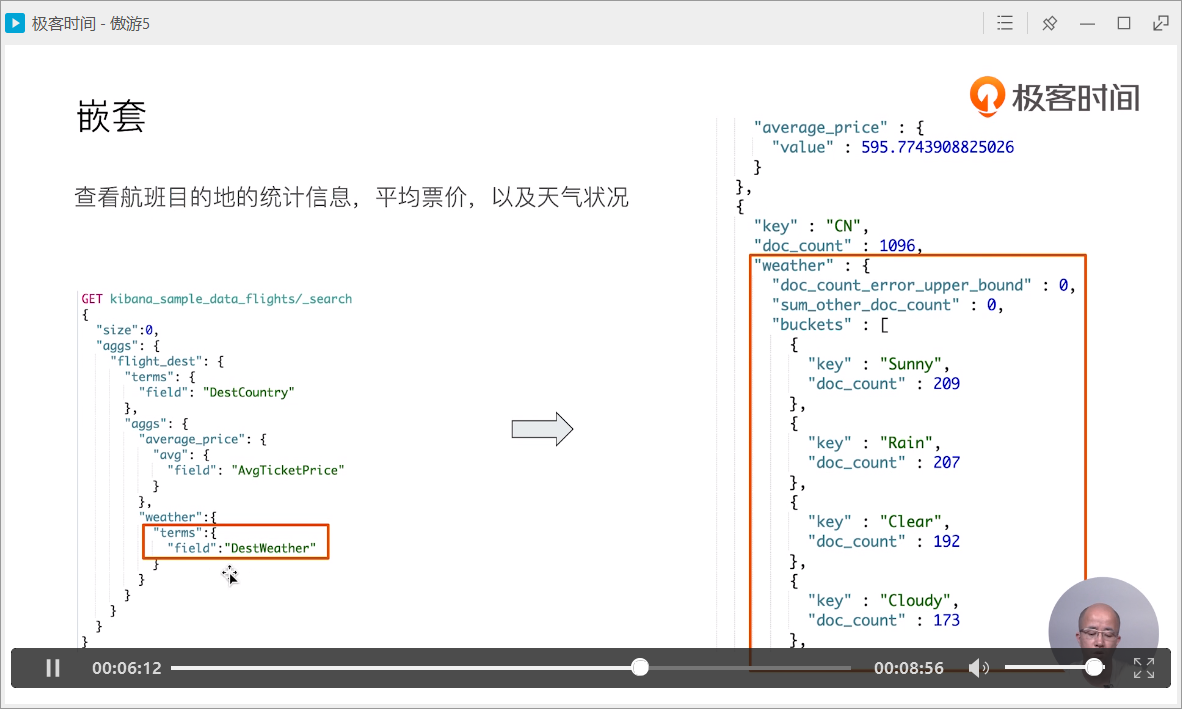 极客时间 - 傲游5
极客时间
嵌套
查看航班目的地的统计信息，平均票价，以及天气状况
GET kibana_sample_data_flights/_search
{
"size":0,
"aggs": {
"flight_dest": {
"terms": {
"field": "DestCountry"
},
"aggs": {
"average_price": {
"avg": {
"field": "AvgTicketPrice"
}
},
"weather":{
"terms":{
"field":"DestWeather"
}
}
}
}
}
}
"average_price" : {
"value" : 595.7743908825026
}
},
{
"key" : "CN",
"doc_count" : 1096,
"weather" : {
"doc_count_error_upper_bound" : 0,
"sum_other_doc_count" : 0,
"buckets" : [
{
"key" : "Sunny",
"doc_count" : 209
},
{
"key" : "Rain",
"doc_count" : 207
},
{
"key" : "Clear",
"doc_count" : 192
},
{
"key" : "Cloudy",
"doc_count" : 173
},
00:06:12
00:08:56